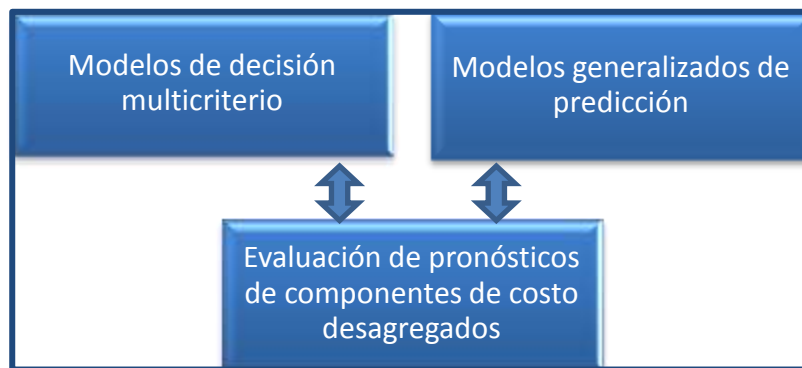 Modelos de decisión
multicriterio
Modelos generalizados de
predicción
Evaluación de pronósticos
de componentes de costo
desagregados